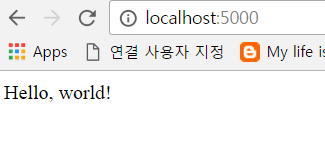 localhost:5000
Apps 연결 사용자 지정 My life is
Hello, world!